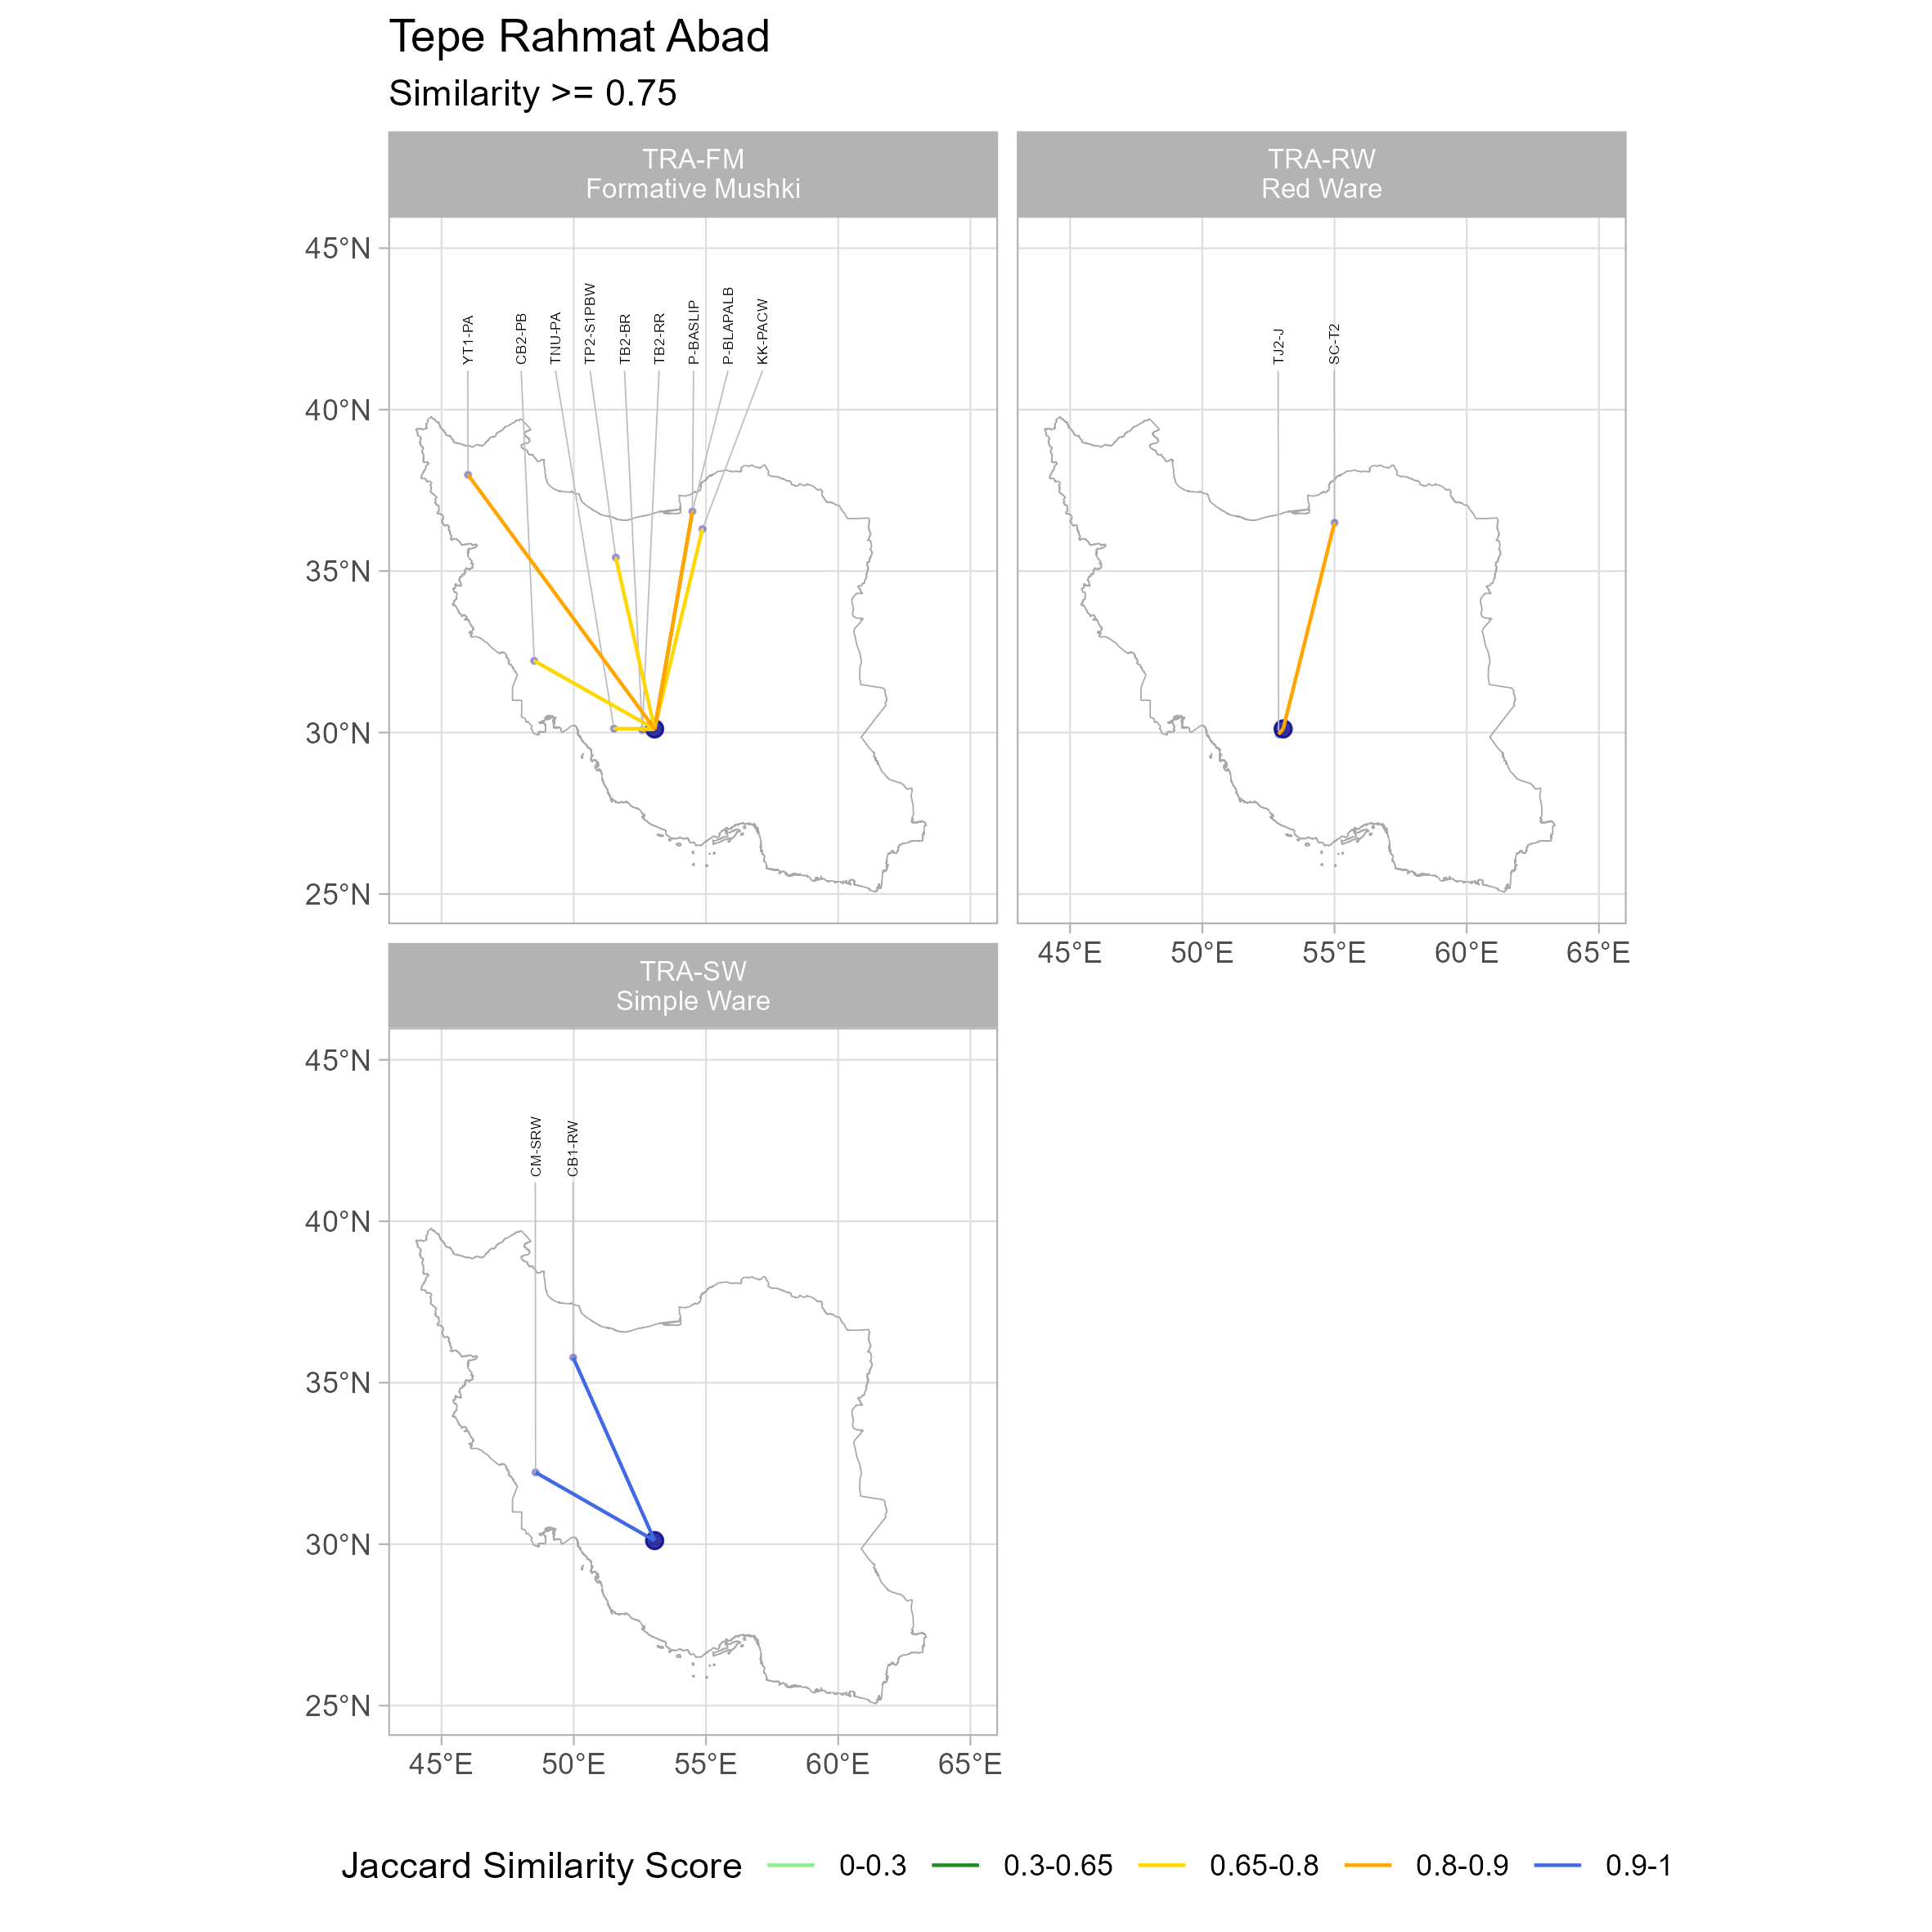 Tepe Rahmat Abad
Similarity >= 0.75
TRA-FM
Formative Mushki
TRA-RW
Red Ware
45°N
40°N
35°N
30°N
25°N
YT1-PA
CB2-PB
TNU-PA
TP2-S1PBW
TB2-BR
TB2-RR
P-BASLIP
P-BLAPALB
KK-PACW
TJ2-J
SC-T2
45°E 50°E 55°E 60°E 65°E
TRA-SW
Simple Ware
45°N
40°N
35°N
30°N
25°N
CM-SRW
CB1-RW
45°E 50°E 55°E 60°E 65°E
Jaccard Similarity Score 0-0.3 0.3-0.65 0.65-0.8 0.8-0.9 0.9-1